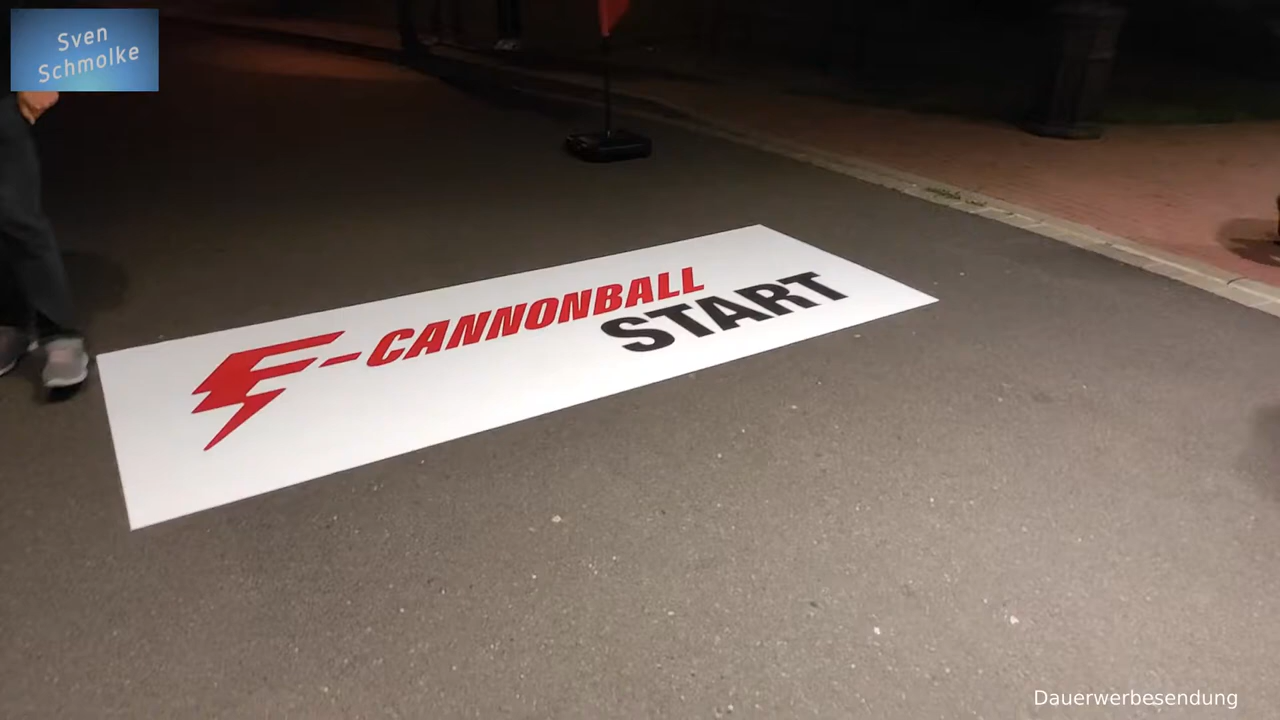 Sven
Schmolke
E-CANNONBALL
START
Dauerwerbesendung